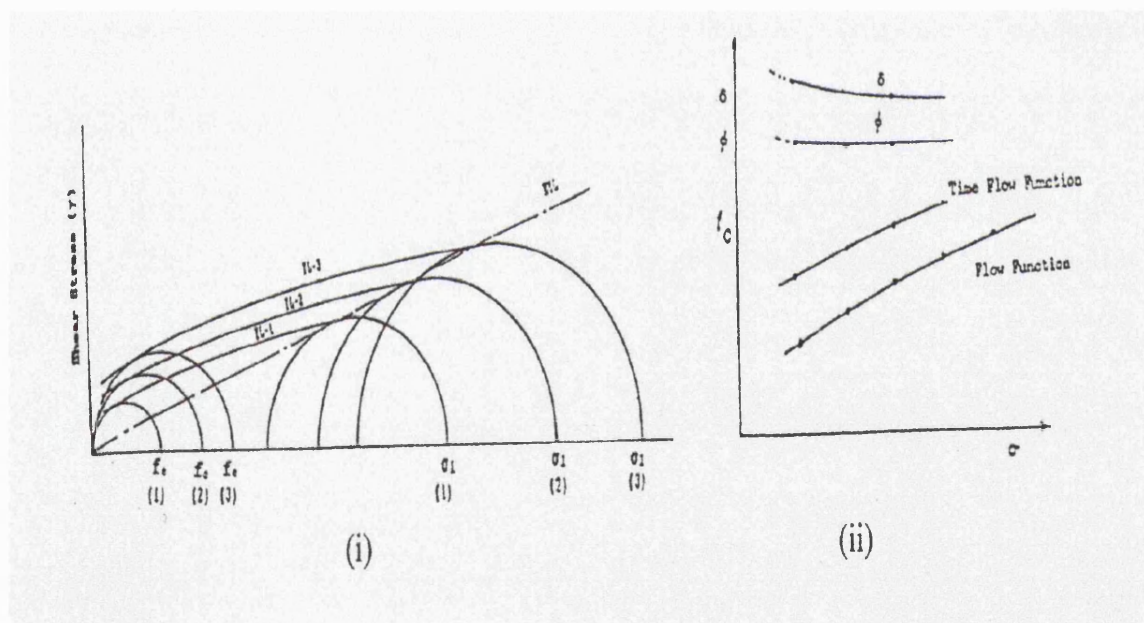 Shear Stress (τ)
YL-3
YL-2
YL-1
EYL
f_c f_c f_c σ1 σ1 σ1
(1) (2) (3) (1) (2) (3)
(i)
δ δ
ϕ ϕ
f_c
Time Flow Function
Flow Function
σ
(ii)